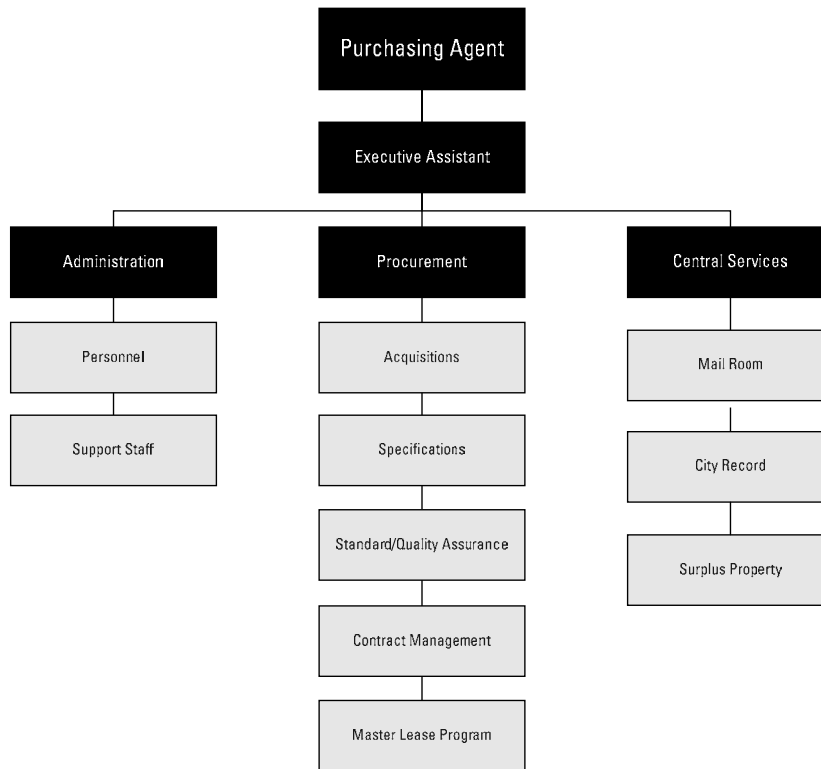 Purchasing Agent
Executive Assistant
Administration
Procurement
Central Services
Personnel
Acquisitions
Mail Room
Support Staff
Specifications
City Record
Standard/Quality Assurance
Surplus Property
Contract Management
Master Lease Program